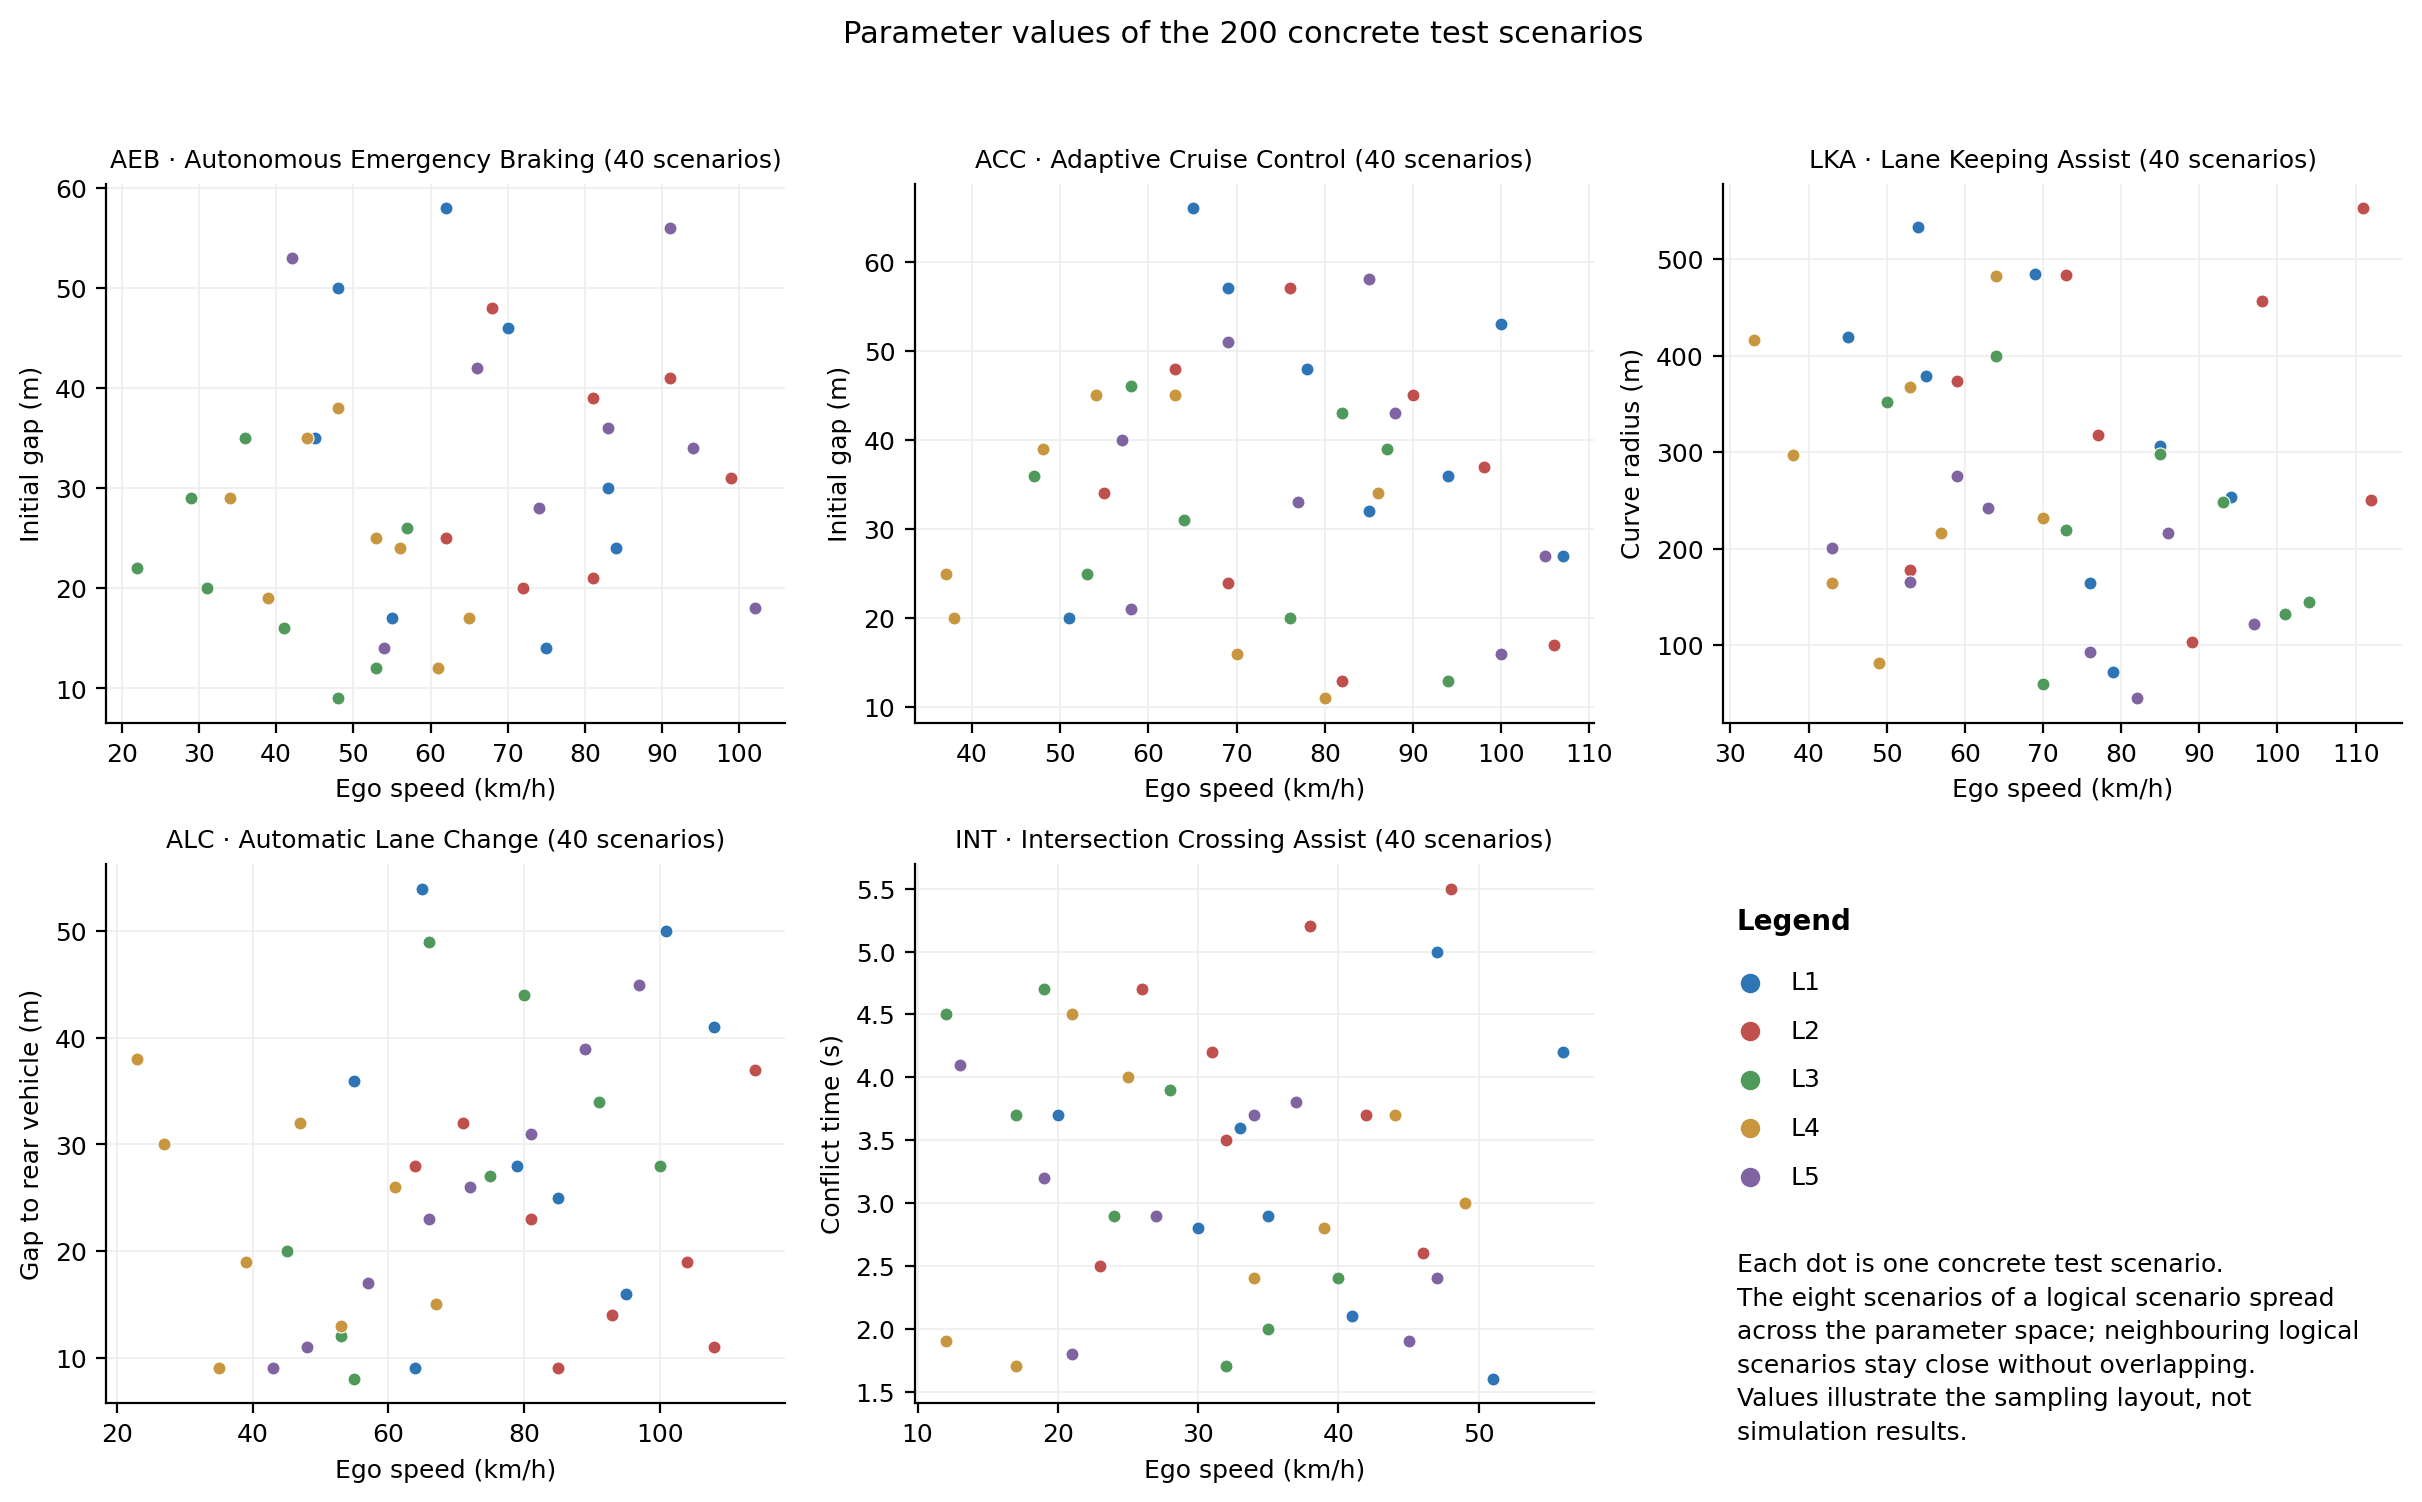 Parameter values of the 200 concrete test scenarios
AEB · Autonomous Emergency Braking (40 scenarios)
Initial gap (m)
60
50
40
30
20
10
20 30 40 50 60 70 80 90 100
Ego speed (km/h)
ACC · Adaptive Cruise Control (40 scenarios)
Initial gap (m)
60
50
40
30
20
10
40 50 60 70 80 90 100 110
Ego speed (km/h)
LKA · Lane Keeping Assist (40 scenarios)
Curve radius (m)
500
400
300
200
100
30 40 50 60 70 80 90 100 110
Ego speed (km/h)
ALC · Automatic Lane Change (40 scenarios)
Gap to rear vehicle (m)
50
40
30
20
10
20 40 60 80 100
Ego speed (km/h)
INT · Intersection Crossing Assist (40 scenarios)
Conflict time (s)
5.5
5.0
4.5
4.0
3.5
3.0
2.5
2.0
1.5
10 20 30 40 50
Ego speed (km/h)
Legend
L1
L2
L3
L4
L5
Each dot is one concrete test scenario.
The eight scenarios of a logical scenario spread
across the parameter space; neighbouring logical
scenarios stay close without overlapping.
Values illustrate the sampling layout, not
simulation results.